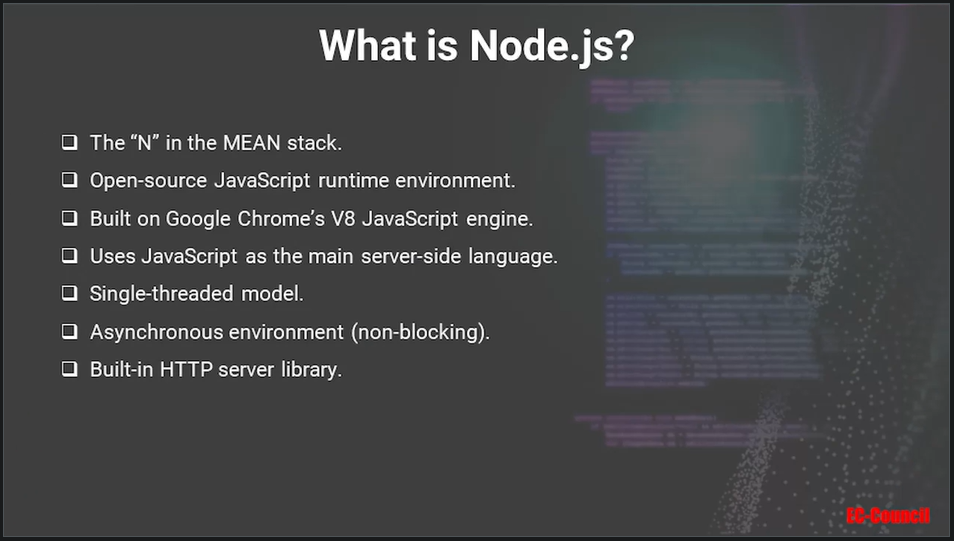 What is Node.js?
❑ The “N” in the MEAN stack.
❑ Open-source JavaScript runtime environment.
❑ Built on Google Chrome’s V8 JavaScript engine.
❑ Uses JavaScript as the main server-side language.
❑ Single-threaded model.
❑ Asynchronous environment (non-blocking).
❑ Built-in HTTP server library.
EC-Council